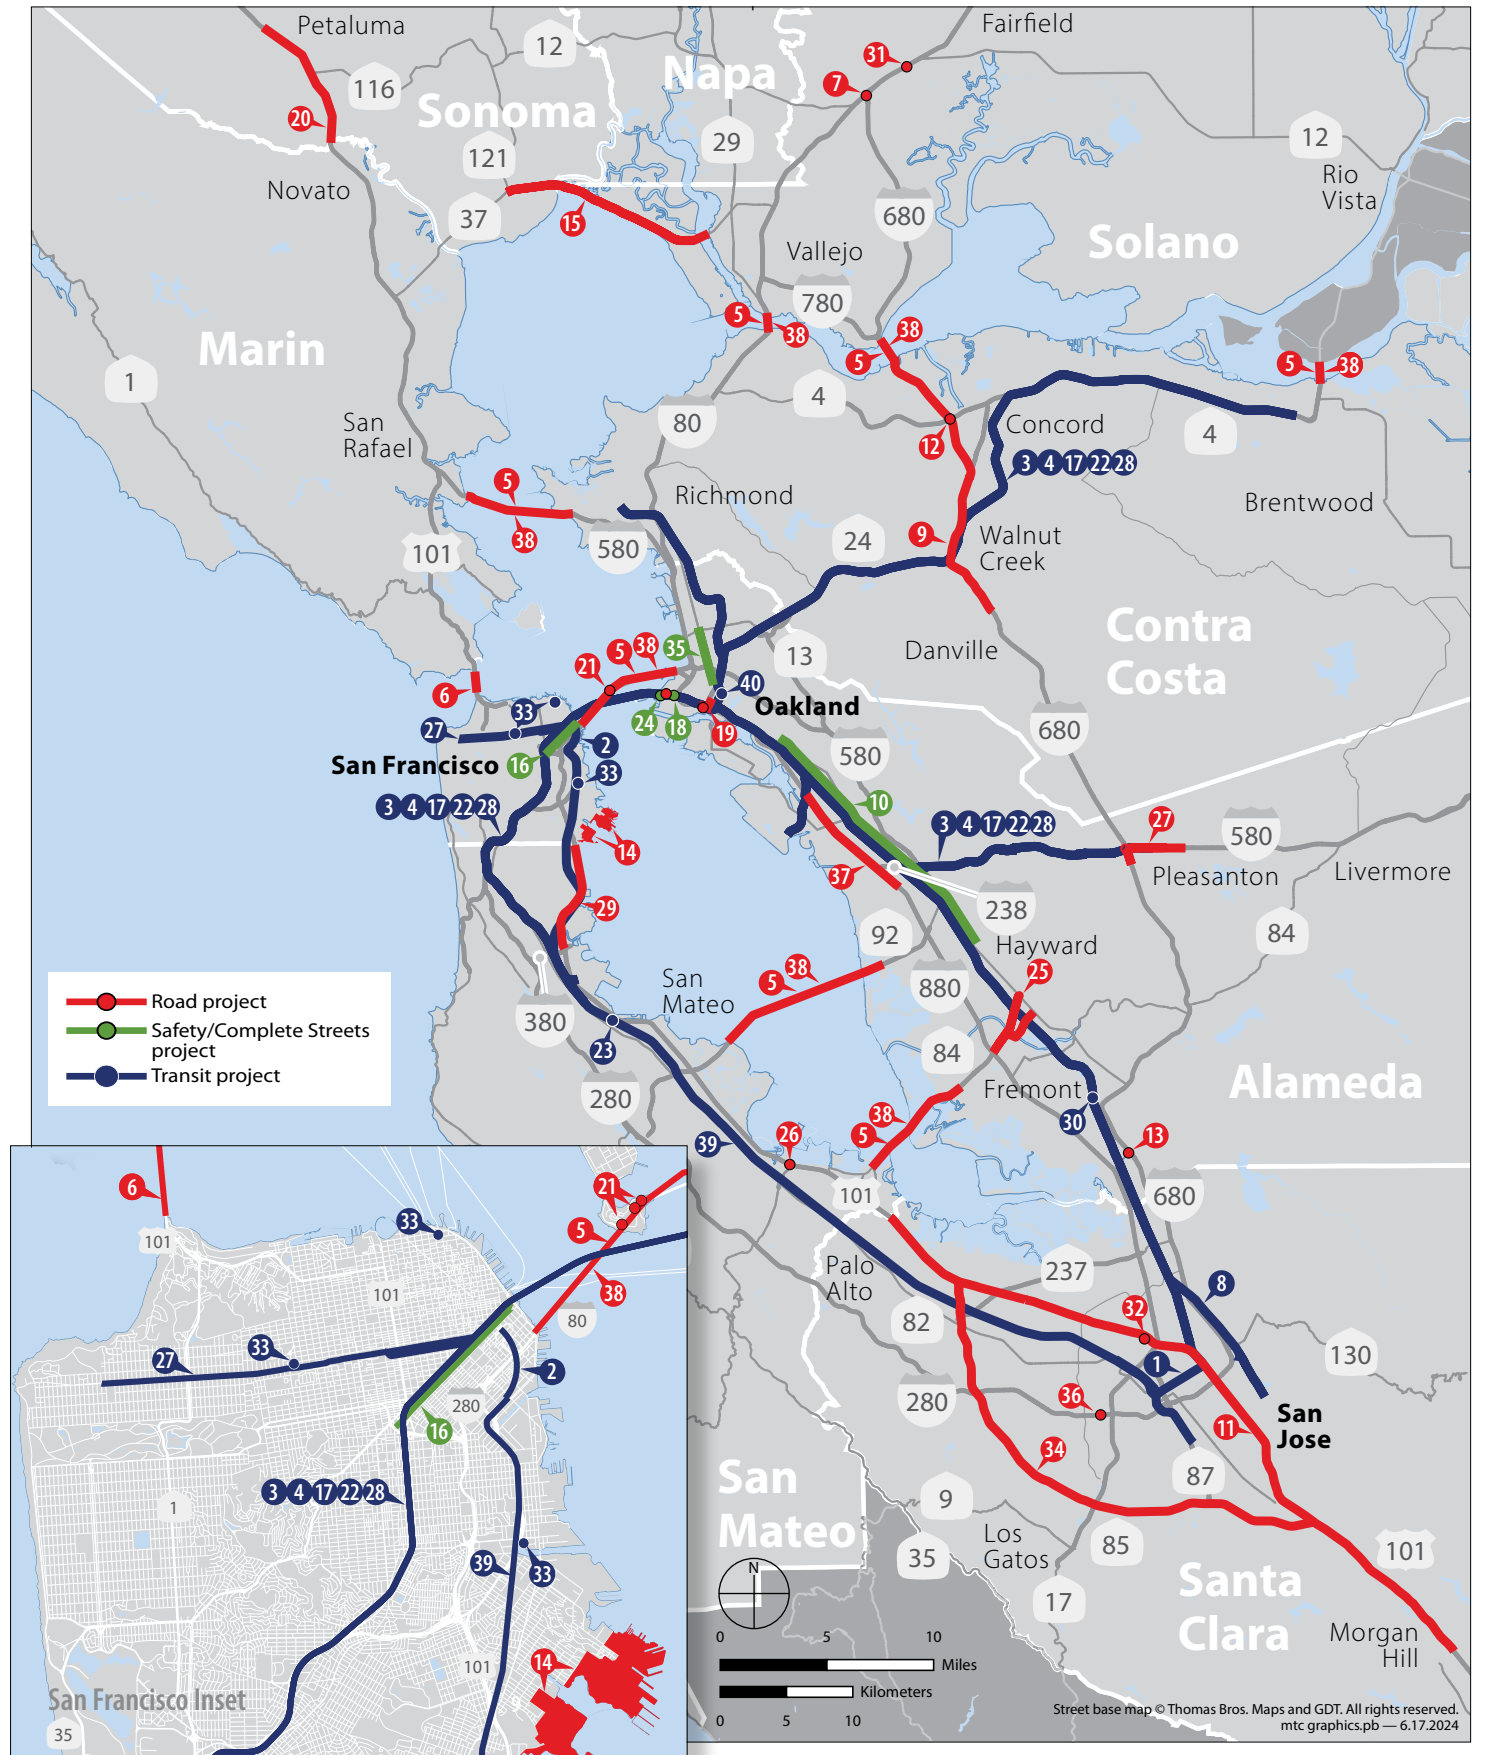 Petaluma
Fairfield
12
31
Napa
7
116
Sonoma
20
29
12
121
Rio
Vista
Novato
37
15
680
Solano
Vallejo
780
5
38
38
5
Marin
5
38
1
4
80
San
Rafael
12
Concord
4
3 4 17 22 28
5
Richmond
Brentwood
38
580
24
9
Walnut
Creek
101
Contra
Costa
13
Danville
35
38
5
21
6
33
40
Oakland
24
18
19
27
2
680
San Francisco
16
580
33
3 4 17 22 28
10
3 4 17 22 28
27
580
14
37
Pleasanton
Livermore
29
238
92
Hayward
84
25
San
Mateo
38
5
880
Road project
Safety/Complete Streets
project
Transit project
380
23
84
280
Fremont
Alameda
38
30
39
26
5
13
101
680
Palo
Alto
237
8
82
32
1
130
280
36
San
Jose
11
34
87
San
Mateo
9
Los
Gatos
35
85
101
17
Santa
Clara
Morgan
Hill
N
0 5 10
Miles
Kilometers
0 5 10
Street base map © Thomas Bros. Maps and GDT. All rights reserved.
mtc graphics.pb — 6.17.2024
6
21
33
5
101
38
101
80
33
27
2
280
16
3 4 17 22 28
1
39
33
14
101
San Francisco Inset
35